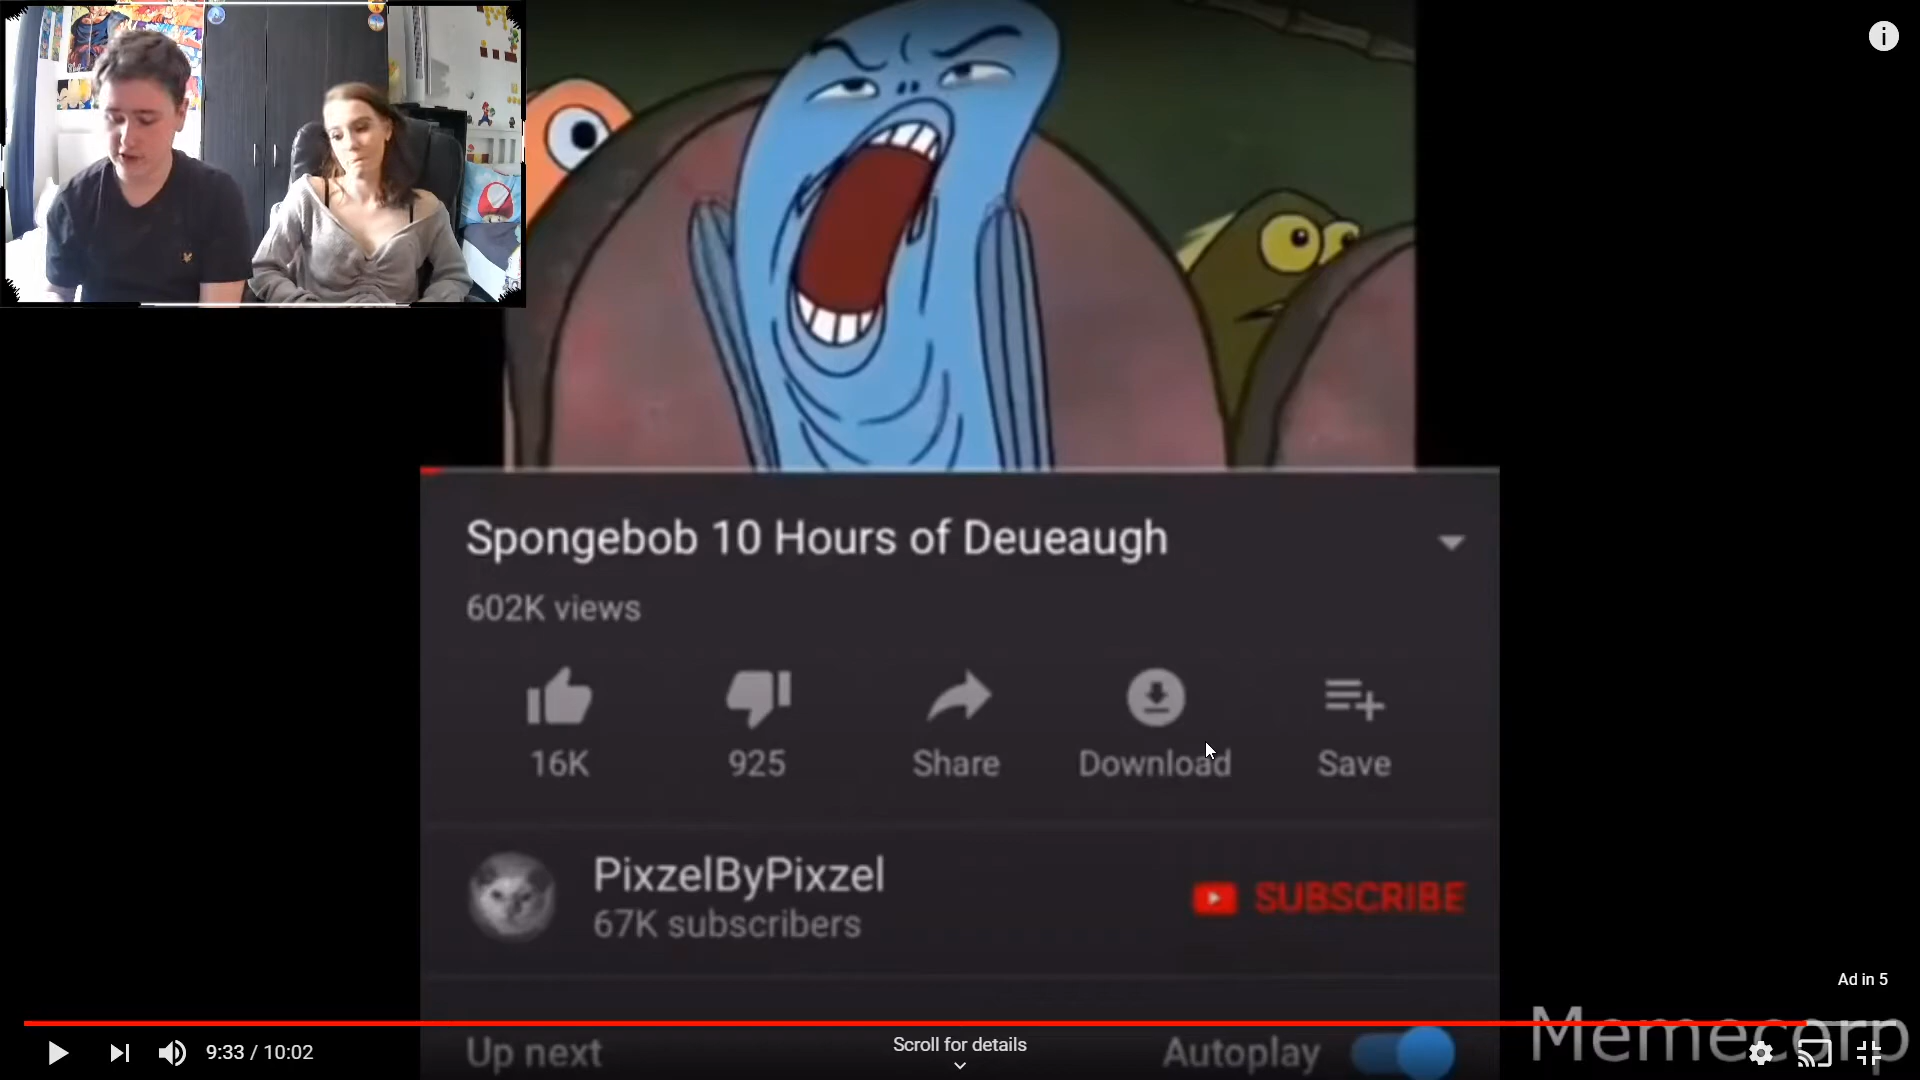 Spongebob 10 Hours of Deueaugh
602K views
16K
925
Share
Download
Save
PixzelByPixzel
67K subscribers
SUBSCRIBE
Ad in 5
Memecorp
9:33 / 10:02
Scroll for details
Up next
Autoplay